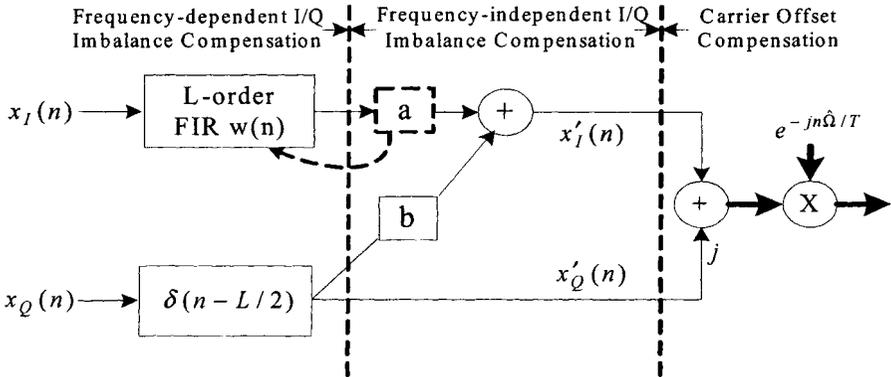 Frequency-dependent I/Q
Imbalance Compensation
Frequency-independent I/Q
Imbalance Compensation
Carrier Offset
Compensation
x_I(n)
L-order
FIR w(n)
a
+
x'_I(n)
e^{-jnΩ̂/T}
b
+
X
j
x_Q(n)
δ(n−L/2)
x'_Q(n)